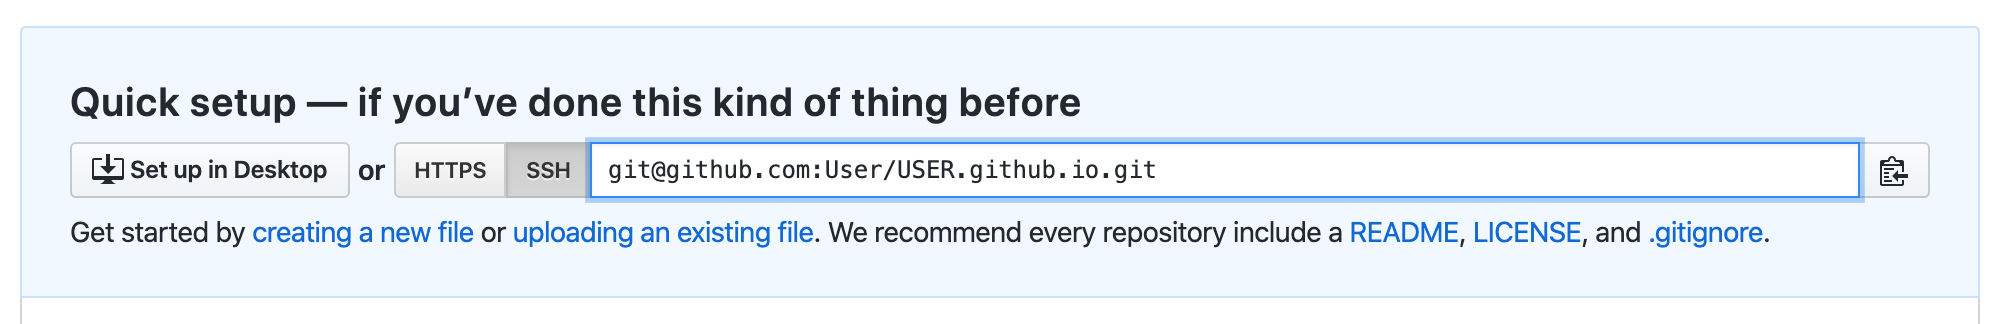 Quick setup — if you’ve done this kind of thing before
Set up in Desktop or HTTPS SSH git@github.com:User/USER.github.io.git
Get started by creating a new file or uploading an existing file. We recommend every repository include a README, LICENSE, and .gitignore.